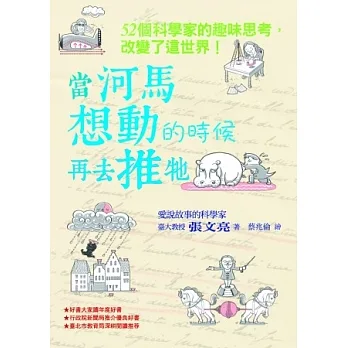 52個科學家的趣味思考，
改變了這世界！
當河馬
想動的時候
再去推牠
愛說故事的科學家
臺大教授 張文亮 著 蔡兆倫 繪
★好書大家讀年度好書
★行政院新聞局推介優良好書
★臺北市教育局深耕閱讀推荐